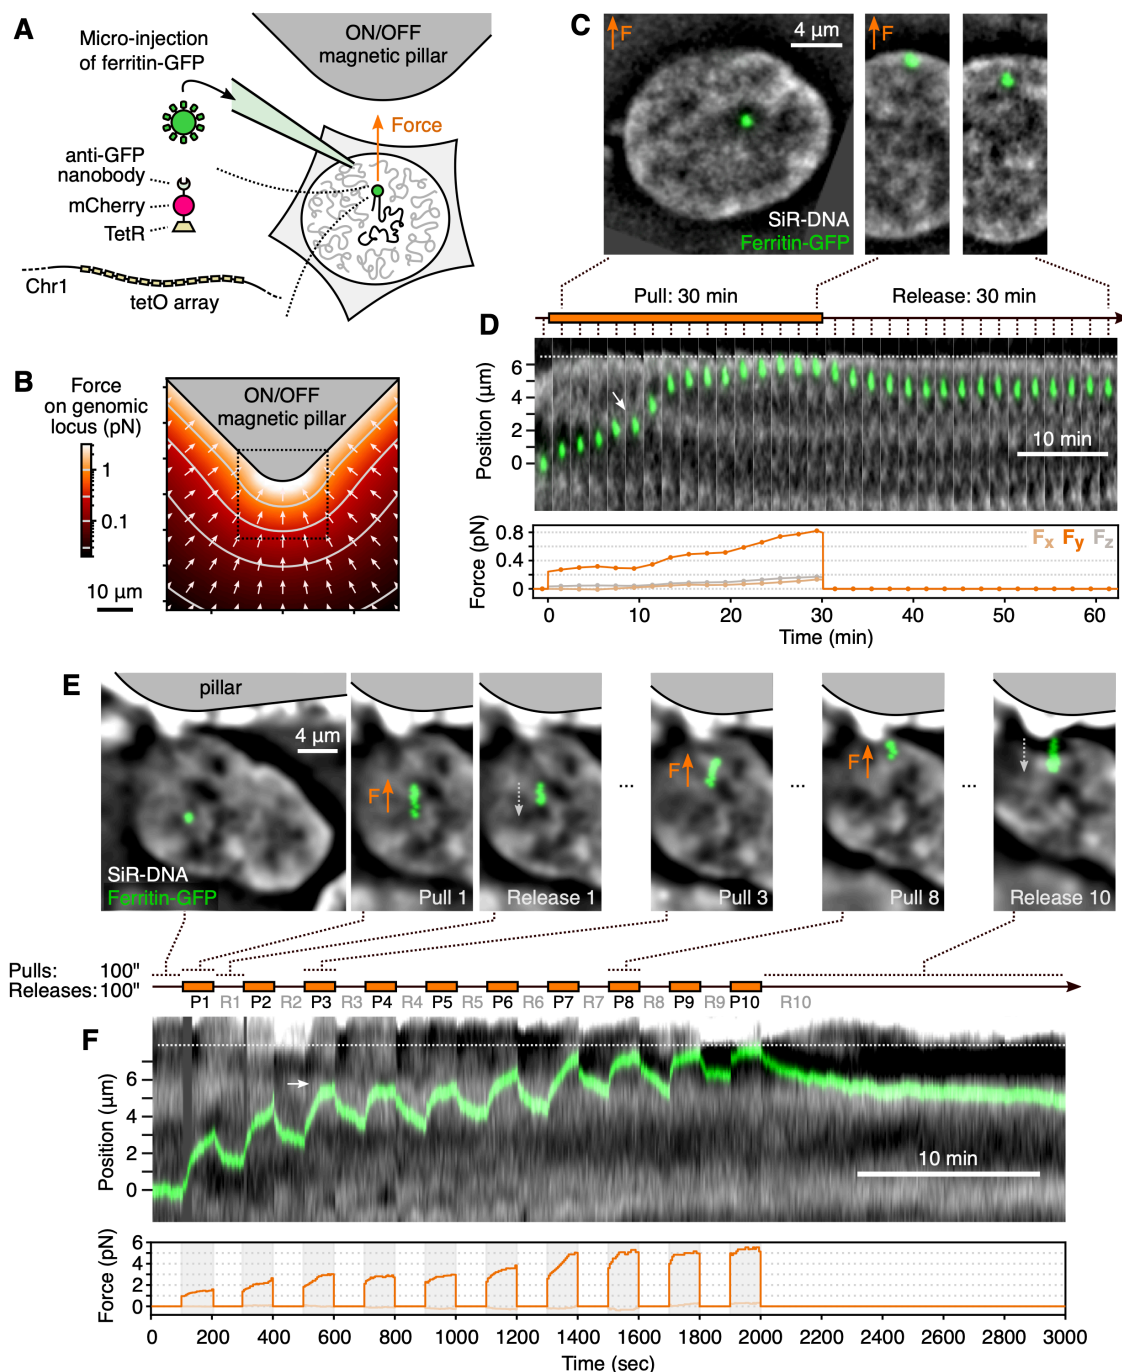 A
Micro-injection
of ferritin-GFP
ON/OFF
magnetic pillar
Force
anti-GFP
nanobody
mCherry
TetR
Chr1
tetO array
B
Force
on genomic
locus (pN)
1
0.1
10 µm
ON/OFF
magnetic pillar
C
F
4 µm
SiR-DNA
Ferritin-GFP
F
Pull: 30 min
Release: 30 min
D
Position (µm)
6
4
2
0
10 min
Force (pN)
0.8
0.4
0
Fx Fy Fz
0 10 20 30 40 50 60
Time (min)
E
pillar
4 µm
SiR-DNA
Ferritin-GFP
F
Pull 1
Release 1
...
F
Pull 3
...
F
Pull 8
...
Release 10
Pulls: 100"
Releases: 100"
P1 R1 P2 R2 P3 R3 P4 R4 P5 R5 P6 R6 P7 R7 P8 R8 P9 R9 P10 R10
F
Position (µm)
6
4
2
0
10 min
Force (pN)
6
4
2
0
0 200 400 600 800 1000 1200 1400 1600 1800 2000 2200 2400 2600 2800 3000
Time (sec)